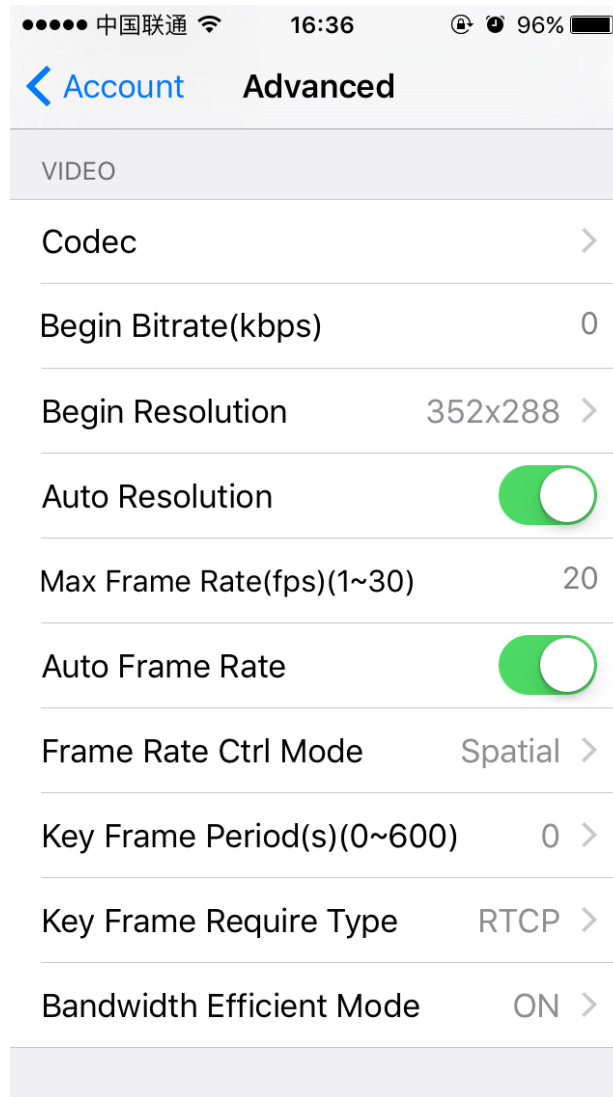 中国联通 16:36 96%
Account Advanced
VIDEO
Codec
Begin Bitrate(kbps) 0
Begin Resolution 352x288
Auto Resolution
Max Frame Rate(fps)(1~30) 20
Auto Frame Rate
Frame Rate Ctrl Mode Spatial
Key Frame Period(s)(0~600) 0
Key Frame Require Type RTCP
Bandwidth Efficient Mode ON